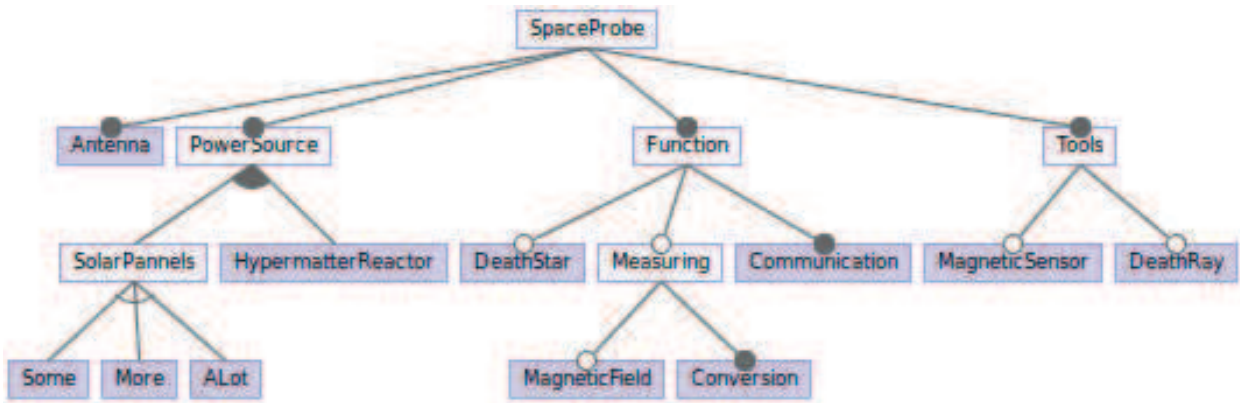 SpaceProbe
Antenna
PowerSource
Function
Tools
SolarPannels
HypermatterReactor
DeathStar
Measuring
Communication
MagneticSensor
DeathRay
Some
More
ALot
MagneticField
Conversion